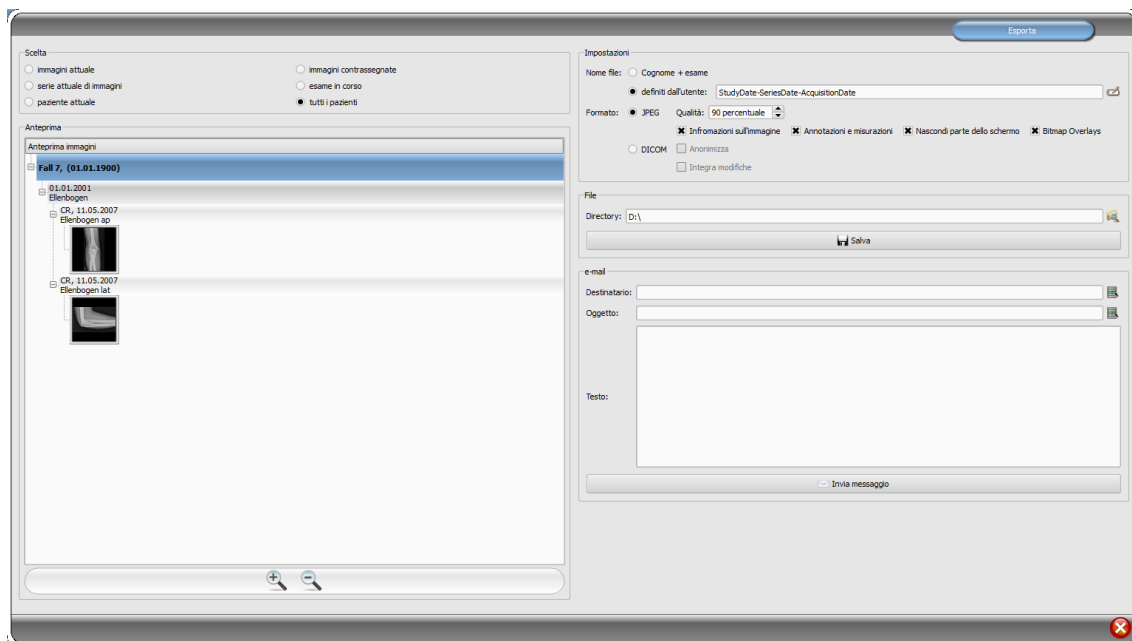 Esporta
Scelta
immagini attuale
immagini contrassegnate
serie attuale di immagini
esame in corso
paziente attuale
tutti i pazienti
Anteprima
Anteprima immagini
Fall 7, (01.01.1900)
01.01.2001
Ellenbogen
CR, 11.05.2007
Ellenbogen ap
CR, 11.05.2007
Ellenbogen lat
Impostazioni
Nome file: Cognome + esame
definiti dall'utente: StudyDate-SeriesDate-AcquisitionDate
Formato: JPEG Qualità: 90 percentuale
Infromazioni sull'immagine Annotazioni e misurazioni Nascondi parte dello schermo Bitmap Overlays
DICOM Anonimizza
Integra modifiche
File
Directory: D:\
Salva
e-mail
Destinatario:
Oggetto:
Testo:
Invia messaggio